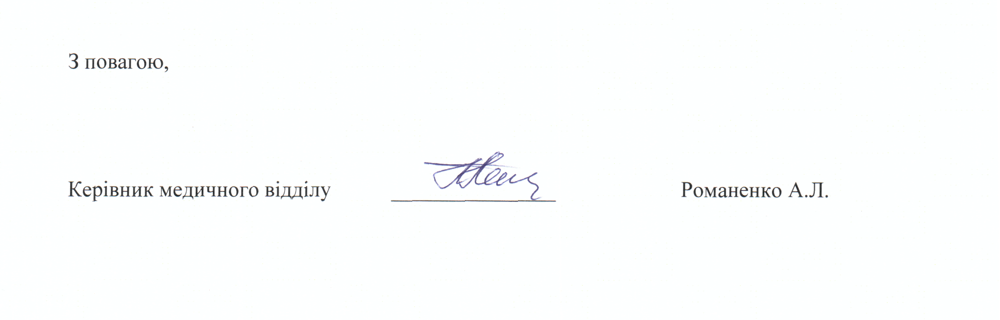 З повагою,
Керівник медичного відділу Романенко А.Л.